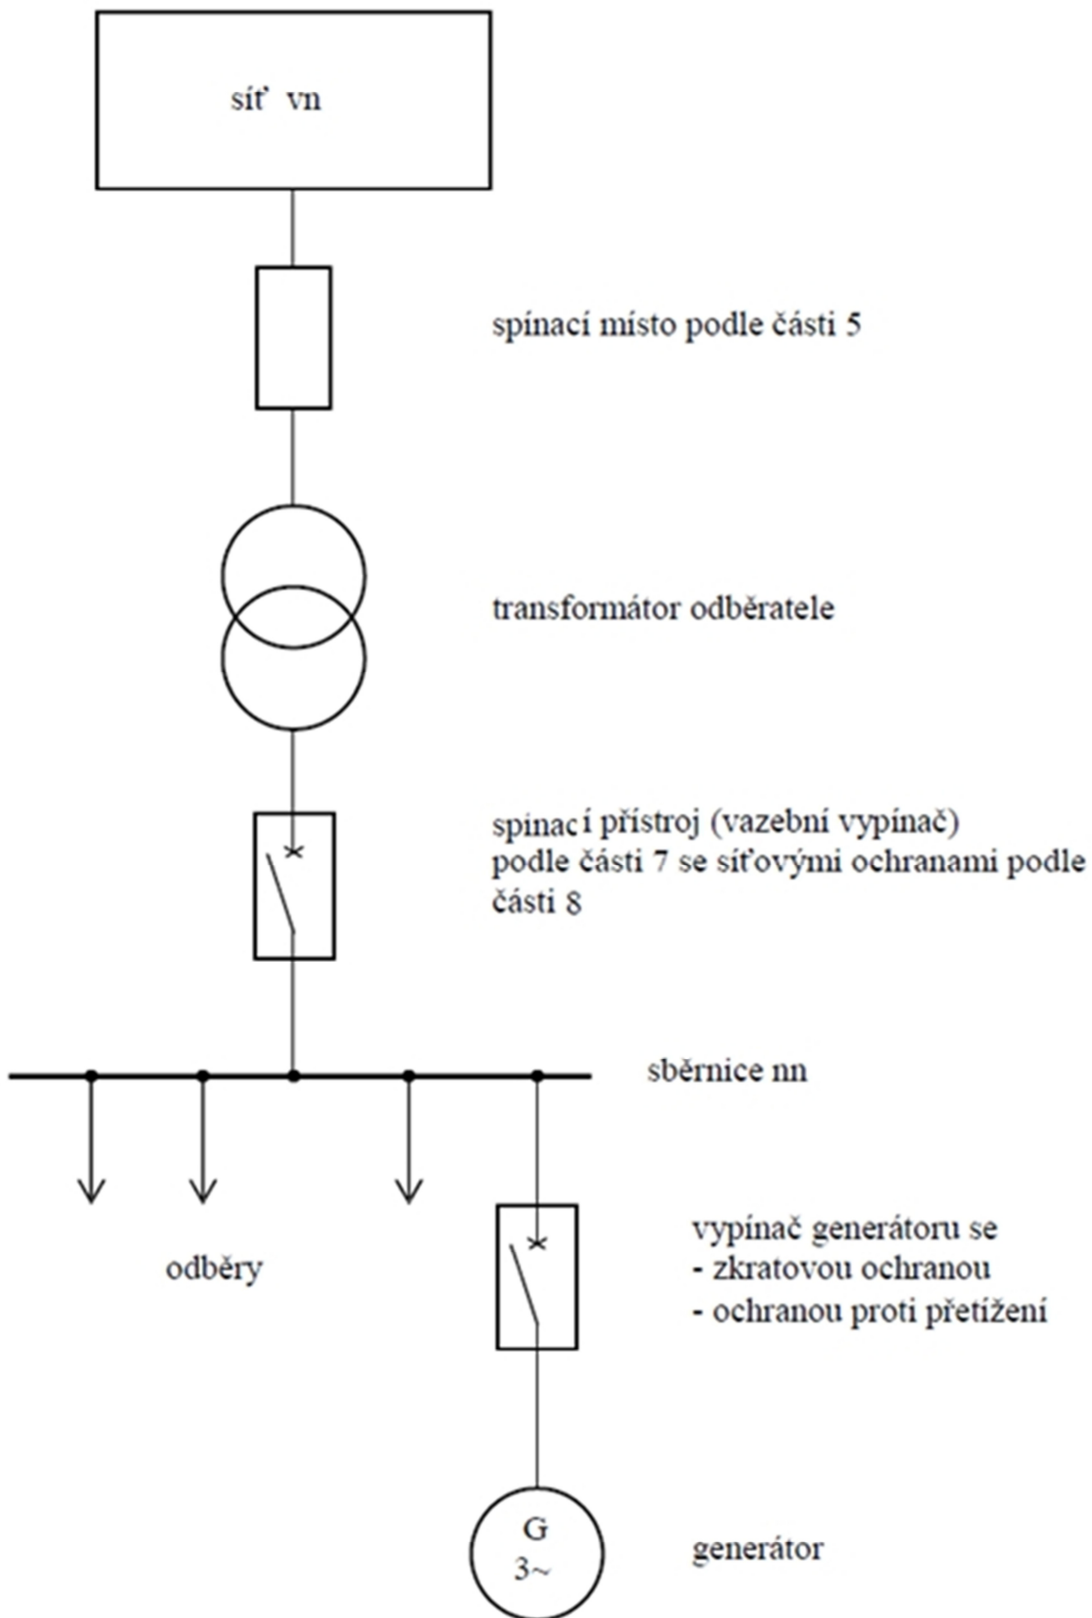 síť vn
spínací místo podle části 5
transformátor odběratele
spínací přístroj (vazební vypínač)
podle části 7 se síťovými ochranami podle
části 8
sběrnice nn
odběry
vypínač generátoru se
- zkratovou ochranou
- ochranou proti přetížení
G
3~
generátor